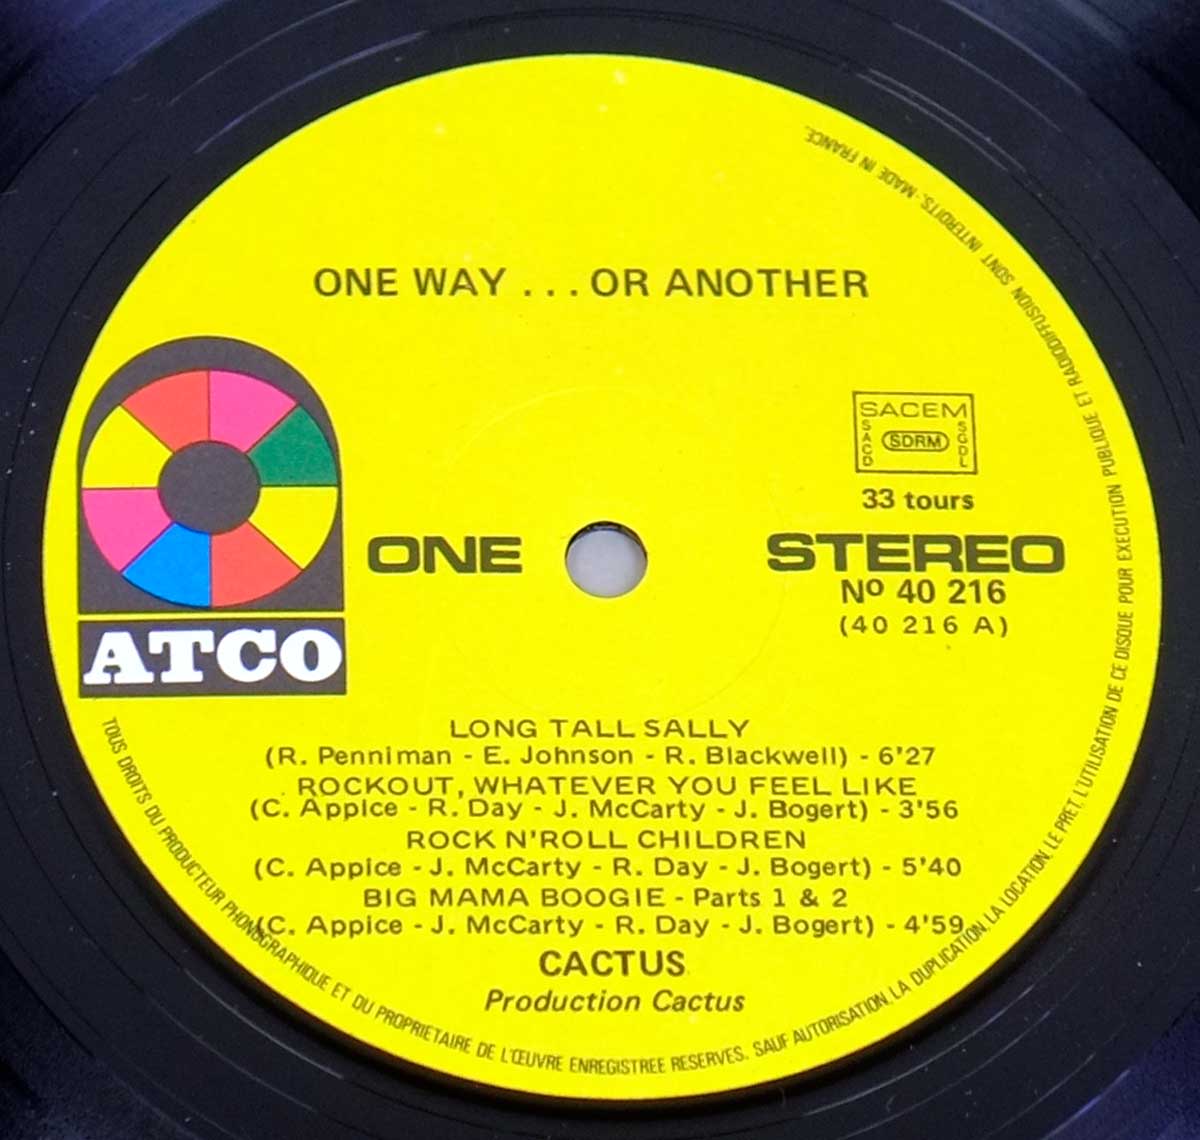 ONE WAY ... OR ANOTHER
SACEM
SACD
SDRM
SGDL
33 tours
ONE
STEREO
Nº 40 216
(40 216 A)
ATCO
LONG TALL SALLY
(R. Penniman - E. Johnson - R. Blackwell) - 6'27
ROCKOUT, WHATEVER YOU FEEL LIKE
(C. Appice - R. Day - J. McCarty - J. Bogert) - 3'56
ROCK N'ROLL CHILDREN
(C. Appice - J. McCarty - R. Day - J. Bogert) - 5'40
BIG MAMA BOOGIE - Parts 1 & 2
(C. Appice - J. McCarty - R. Day - J. Bogert) - 4'59
CACTUS
Production Cactus
TOUS DROITS DU PRODUCTEUR PHONOGRAPHIQUE ET DU PROPRIETAIRE DE L'ŒUVRE ENREGISTREE RESERVES. SAUF AUTORISATION, LA DUPLICATION, LA LOCATION, LE PRET, L'UTILISATION DE CE DISQUE POUR EXECUTION PUBLIQUE ET RADIODIFFUSION SONT INTERDITS. MADE IN FRANCE.